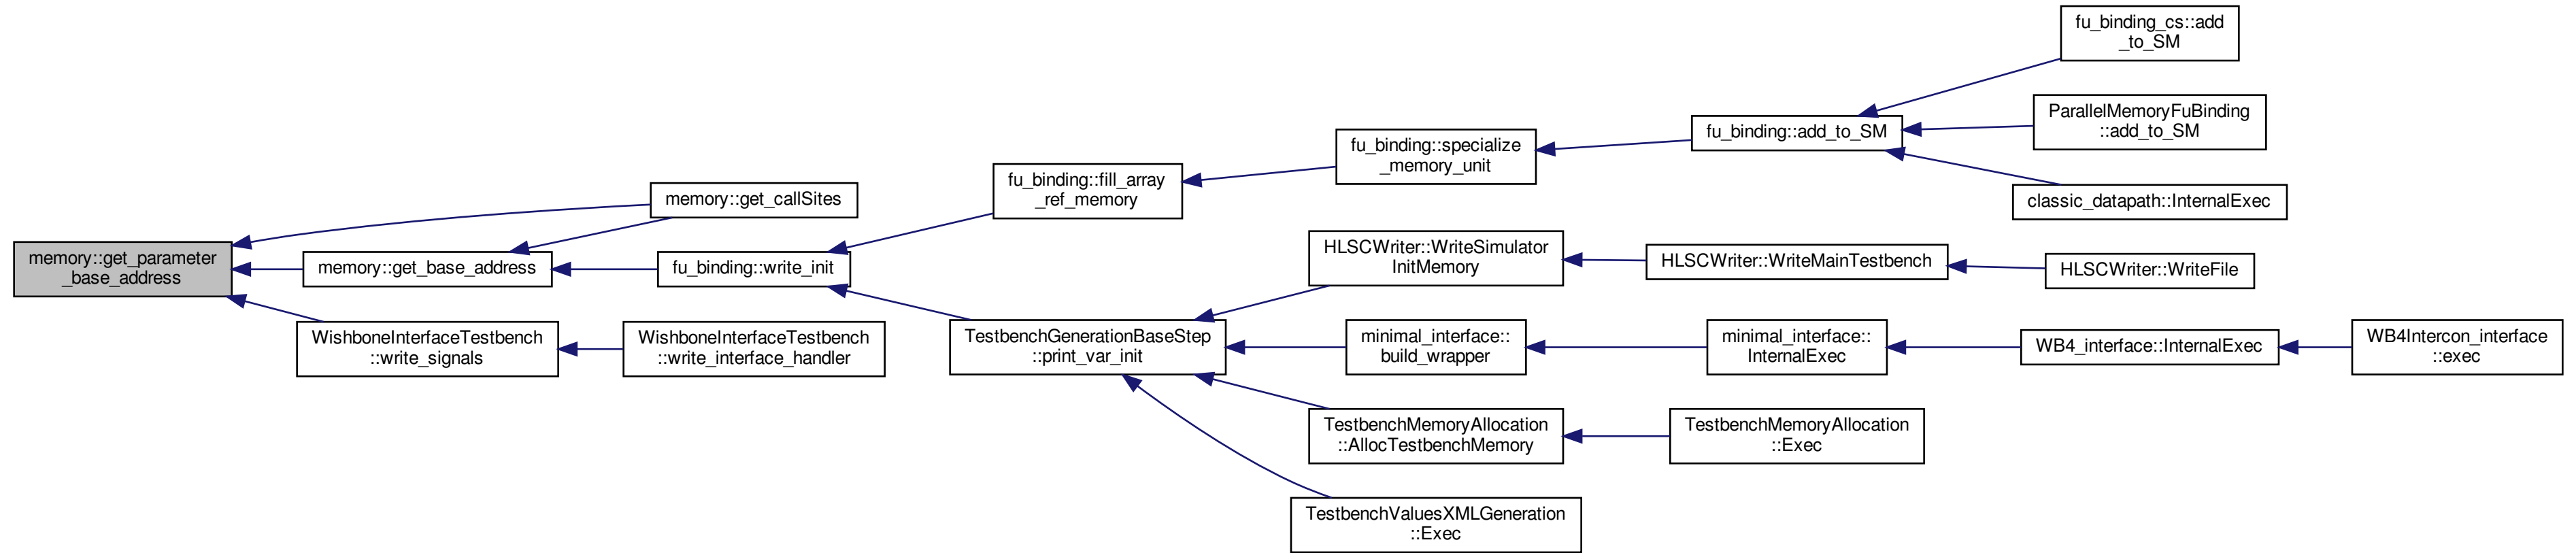 memory::get_parameter
_base_address
memory::get_callSites
memory::get_base_address
WishboneInterfaceTestbench
::write_signals
fu_binding::write_init
WishboneInterfaceTestbench
::write_interface_handler
fu_binding::fill_array
_ref_memory
TestbenchGenerationBaseStep
::print_var_init
fu_binding::specialize
_memory_unit
HLSCWriter::WriteSimulator
InitMemory
minimal_interface::
build_wrapper
TestbenchMemoryAllocation
::AllocTestbenchMemory
TestbenchValuesXMLGeneration
::Exec
fu_binding::add_to_SM
HLSCWriter::WriteMainTestbench
minimal_interface::
InternalExec
TestbenchMemoryAllocation
::Exec
fu_binding_cs::add
_to_SM
ParallelMemoryFuBinding
::add_to_SM
classic_datapath::InternalExec
HLSCWriter::WriteFile
WB4_interface::InternalExec
WB4Intercon_interface
::exec